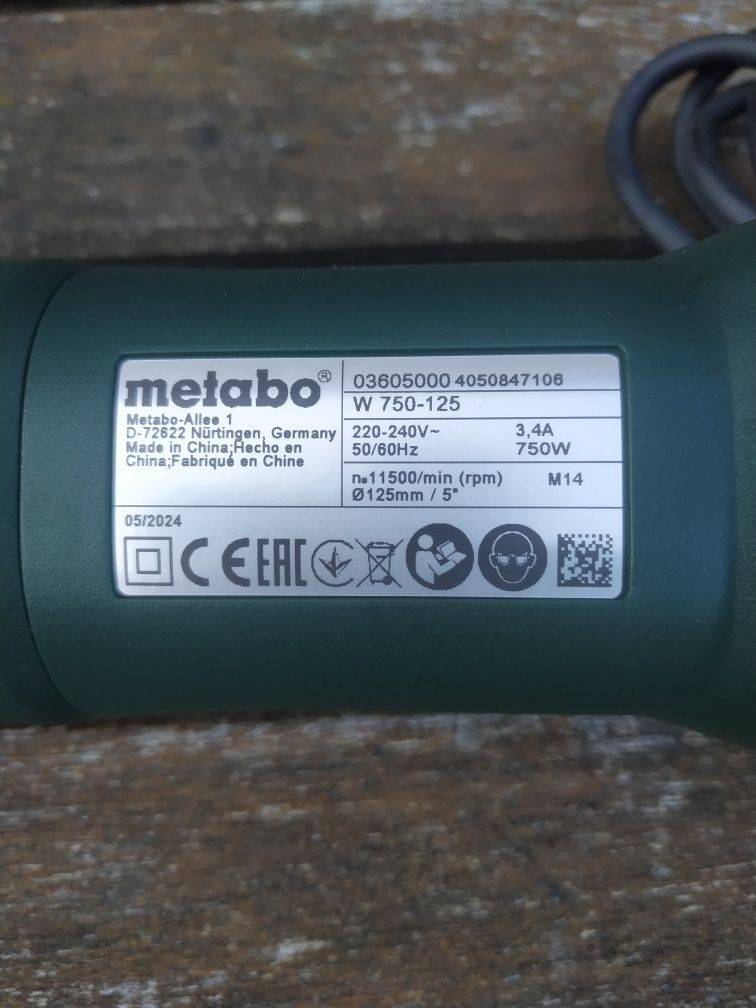 metabo®
Metabo-Allee 1
D-72622 Nürtingen, Germany
Made in China;Hecho en
China;Fabriqué en Chine
03605000 4050847106
W 750-125
220-240V~ 3,4A
50/60Hz 750W
n₀11500/min (rpm) M14
Ø125mm / 5"
05/2024
CE EAC